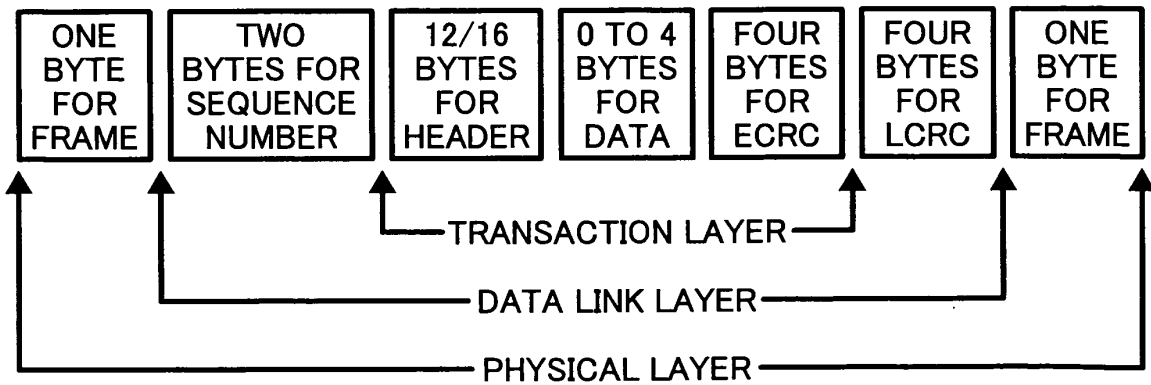 ONE
BYTE
FOR
FRAME
TWO
BYTES FOR
SEQUENCE
NUMBER
12/16
BYTES
FOR
HEADER
0 TO 4
BYTES
FOR
DATA
FOUR
BYTES
FOR
ECRC
FOUR
BYTES
FOR
LCRC
ONE
BYTE
FOR
FRAME
TRANSACTION LAYER
DATA LINK LAYER
PHYSICAL LAYER